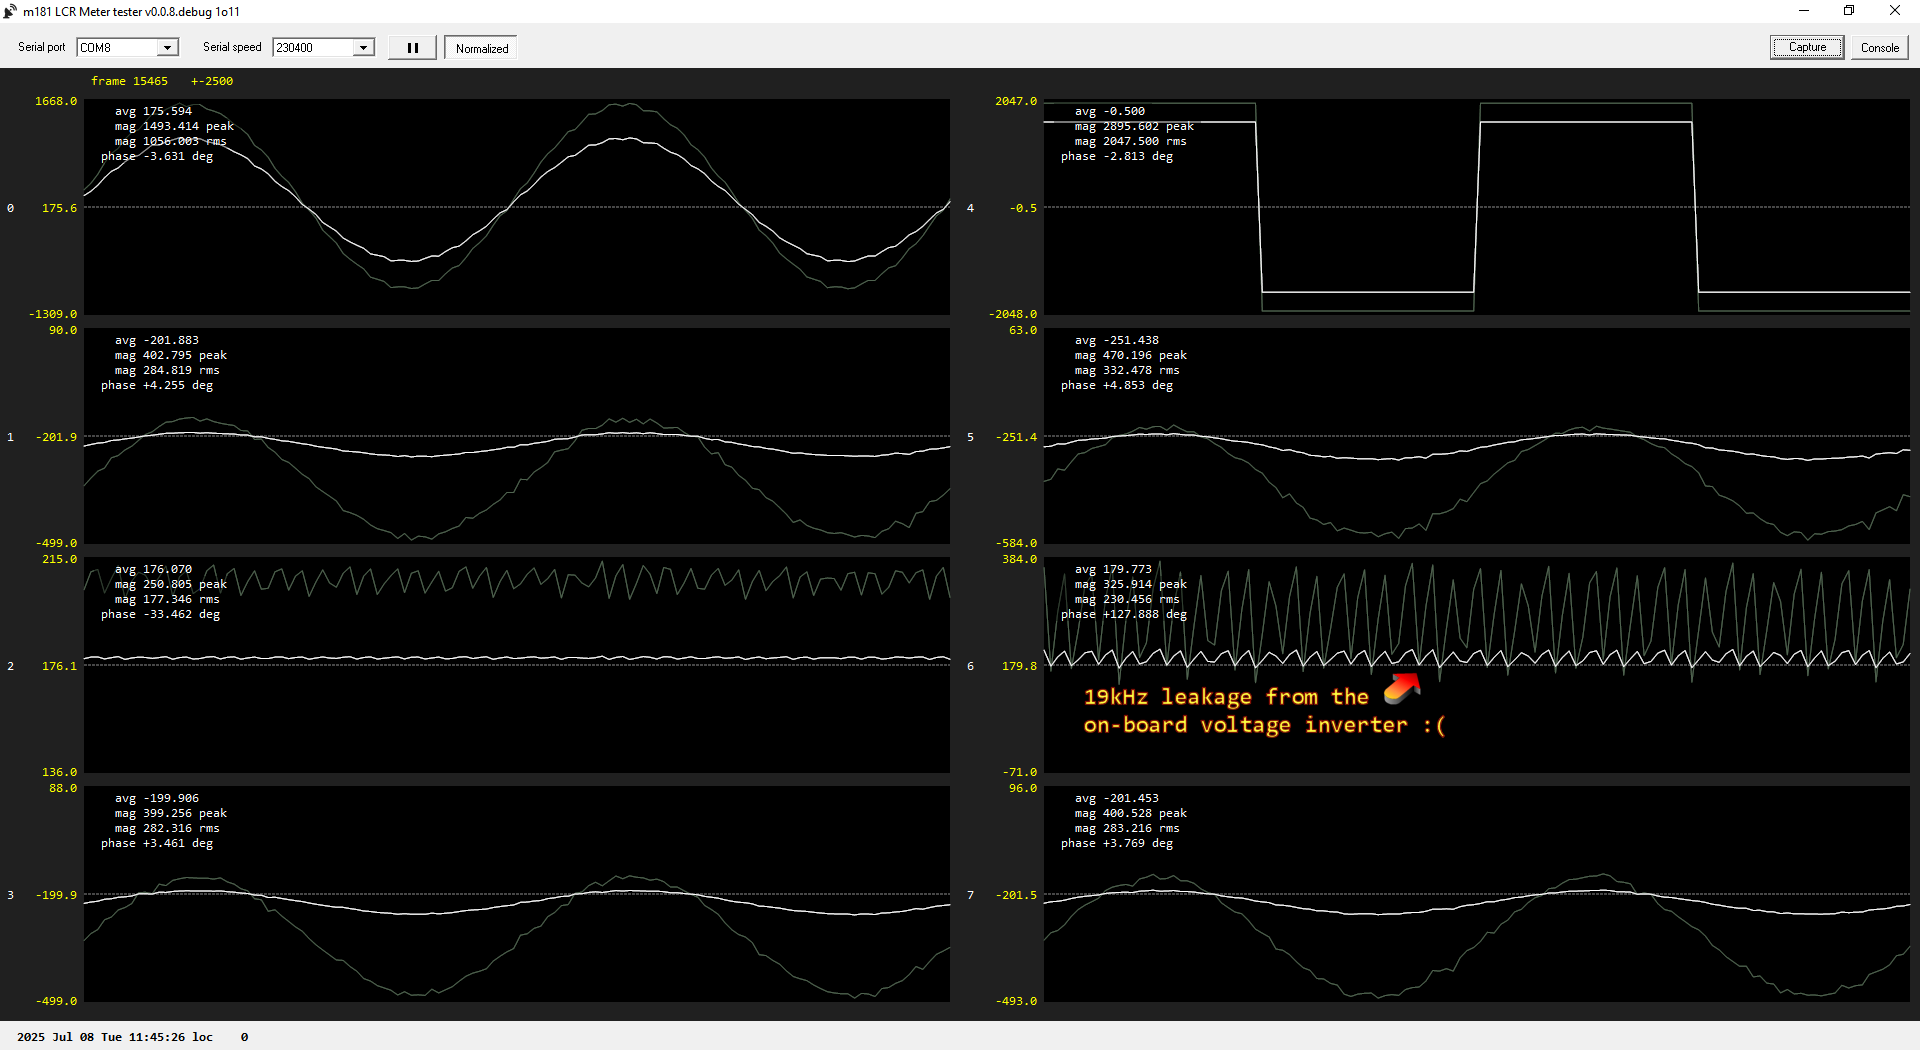 m181 LCR Meter tester v0.0.8.debug 1o11
Serial port COM8 Serial speed 230400 Normalized Capture Console
frame 15465 +-2500
1668.0
avg 175.594
mag 1493.414 peak
mag 1056.003 rms
phase -3.631 deg
0 175.6
-1309.0
2047.0
avg -0.500
mag 2895.602 peak
mag 2047.500 rms
phase -2.813 deg
4 -0.5
-2048.0
90.0
avg -201.883
mag 402.795 peak
mag 284.819 rms
phase +4.255 deg
1 -201.9
-499.0
63.0
avg -251.438
mag 470.196 peak
mag 332.478 rms
phase +4.853 deg
5 -251.4
-584.0
215.0
avg 176.070
mag 250.805 peak
mag 177.346 rms
phase -33.462 deg
2 176.1
136.0
384.0
avg 179.773
mag 325.914 peak
mag 230.456 rms
phase +127.888 deg
6 179.8
19kHz leakage from the
on-board voltage inverter :(
-71.0
88.0
avg -199.906
mag 399.256 peak
mag 282.316 rms
phase +3.461 deg
3 -199.9
-499.0
96.0
avg -201.453
mag 400.528 peak
mag 283.216 rms
phase +3.769 deg
7 -201.5
-493.0
2025 Jul 08 Tue 11:45:26 loc 0